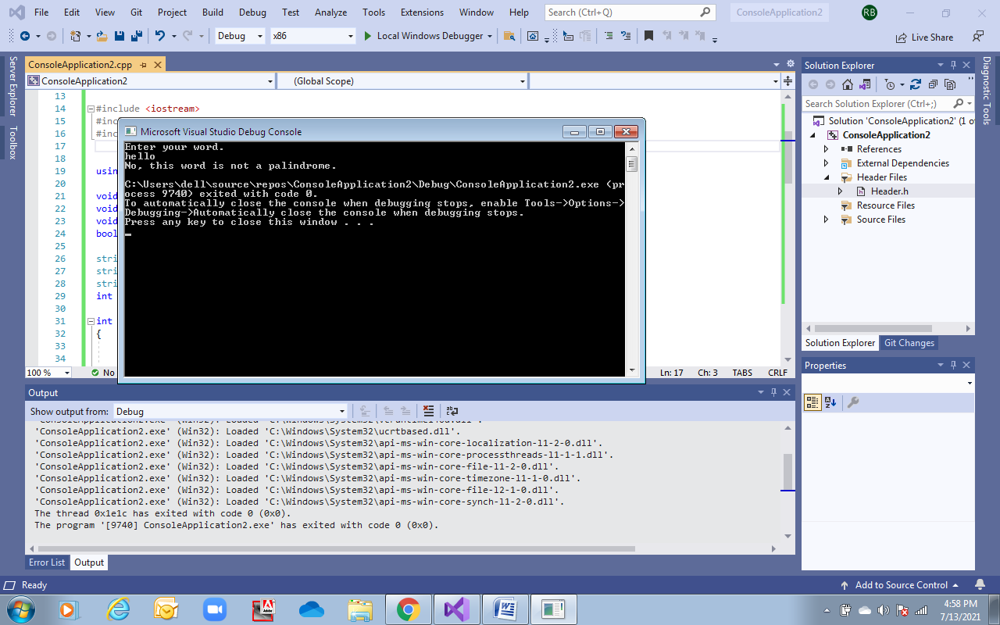 File Edit View Git Project Build Debug Test Analyze Tools Extensions Window Help Search (Ctrl+Q) ConsoleApplication2 RB
Debug x86 Local Windows Debugger Live Share
Server Explorer
Toolbox
ConsoleApplication2.cpp
ConsoleApplication2 (Global Scope)
13
14 #include <iostream>
15 #inc
16 #inc
17
18
19 usin
20
21 void
22 void
23 void
24 bool
25
26 stri
27 stri
28 stri
29 int
30
31 int
32 {
33
34
100 % No Ln: 17 Ch: 3 TABS CRLF
Microsoft Visual Studio Debug Console
Enter your word.
hello
No, this word is not a palindrome.
C:\Users\dell\source\repos\ConsoleApplication2\Debug\ConsoleApplication2.exe (pr
ocess 9740) exited with code 0.
To automatically close the console when debugging stops, enable Tools->Options->
Debugging->Automatically close the console when debugging stops.
Press any key to close this window . . .
Output
Show output from: Debug
'ConsoleApplication2.exe' (Win32): Loaded 'C:\Windows\System32\ucrtbased.dll'.
'ConsoleApplication2.exe' (Win32): Loaded 'C:\Windows\System32\api-ms-win-core-localization-l1-2-0.dll'.
'ConsoleApplication2.exe' (Win32): Loaded 'C:\Windows\System32\api-ms-win-core-processthreads-l1-1-1.dll'.
'ConsoleApplication2.exe' (Win32): Loaded 'C:\Windows\System32\api-ms-win-core-file-l1-2-0.dll'.
'ConsoleApplication2.exe' (Win32): Loaded 'C:\Windows\System32\api-ms-win-core-timezone-l1-1-0.dll'.
'ConsoleApplication2.exe' (Win32): Loaded 'C:\Windows\System32\api-ms-win-core-file-l2-1-0.dll'.
'ConsoleApplication2.exe' (Win32): Loaded 'C:\Windows\System32\api-ms-win-core-synch-l1-2-0.dll'.
The thread 0x1e1c has exited with code 0 (0x0).
The program '[9740] ConsoleApplication2.exe' has exited with code 0 (0x0).
Error List Output
Solution Explorer
Search Solution Explorer (Ctrl+;)
Solution 'ConsoleApplication2' (1 o
ConsoleApplication2
References
External Dependencies
Header Files
Header.h
Resource Files
Source Files
Solution Explorer Git Changes
Properties
Diagnostic Tools
Ready Add to Source Control
Adobe
4:58 PM
7/13/2021